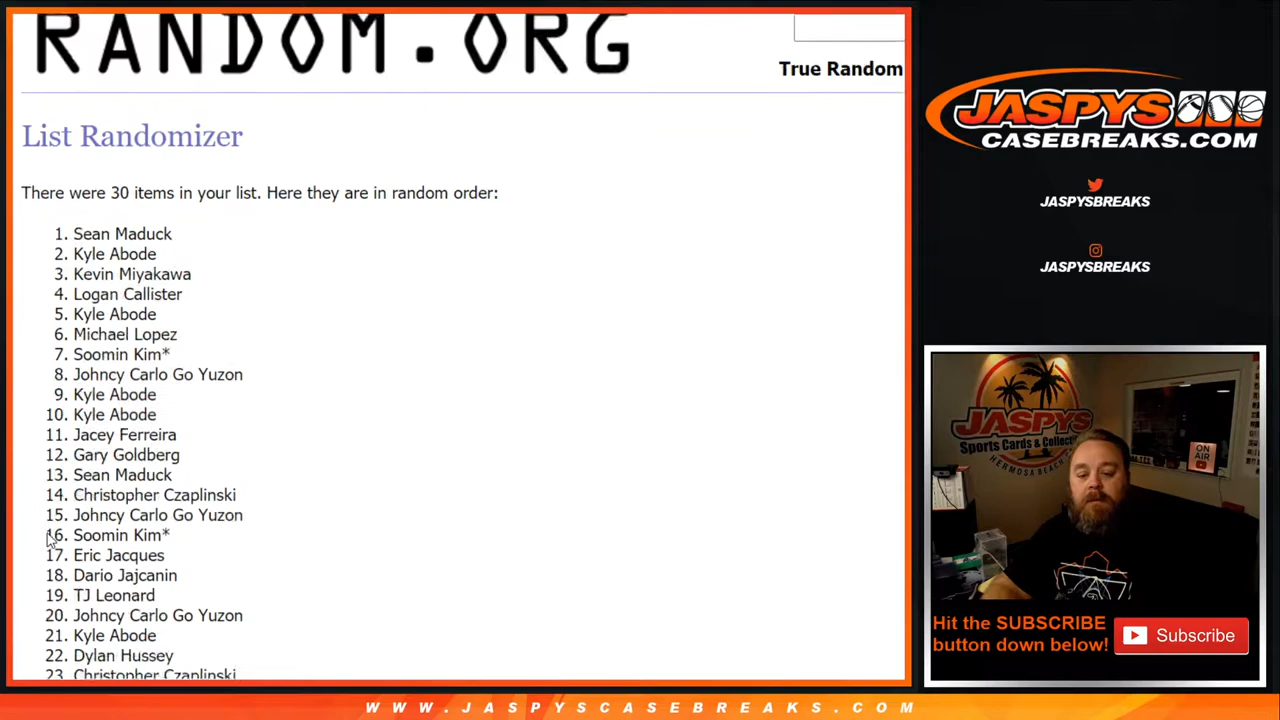 RANDOM.ORG
True Random
List Randomizer
There were 30 items in your list. Here they are in random order:
1. Sean Maduck
2. Kyle Abode
3. Kevin Miyakawa
4. Logan Callister
5. Kyle Abode
6. Michael Lopez
7. Soomin Kim*
8. Johncy Carlo Go Yuzon
9. Kyle Abode
10. Kyle Abode
11. Jacey Ferreira
12. Gary Goldberg
13. Sean Maduck
14. Christopher Czaplinski
15. Johncy Carlo Go Yuzon
16. Soomin Kim*
17. Eric Jacques
18. Dario Jajcanin
19. TJ Leonard
20. Johncy Carlo Go Yuzon
21. Kyle Abode
22. Dylan Hussey
23. Christopher Czaplinski
JASPYS
CASEBREAKS.COM
JASPYSBREAKS
JASPYSBREAKS
JASPYS
Sports Cards & Collecti
HERMOSA BEACH
ON
AIR
Hit the SUBSCRIBE
button down below!
Subscribe
WWW.JASPYSCASEBREAKS.COM